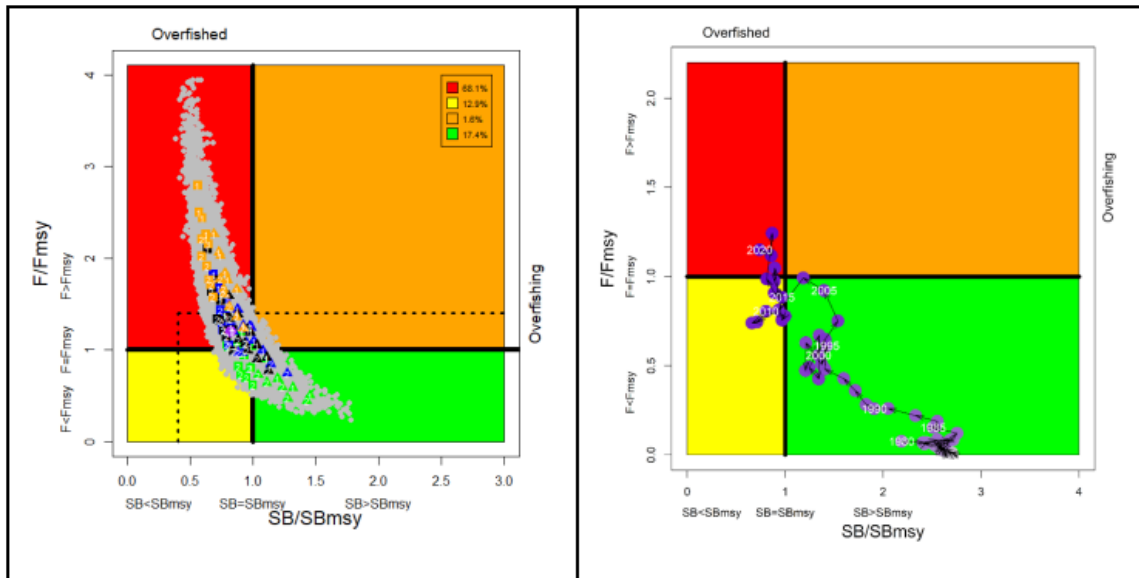 Overfished
68.1%
12.9%
1.6%
17.4%
4
3
2
1
0
F/Fmsy
F>Fmsy
F=Fmsy
F<Fmsy
Overfishing
0.0
0.5
1.0
1.5
2.0
2.5
3.0
SB<SBmsy
SB=SBmsy
SB>SBmsy
SB/SBmsy
Overfished
2.0
1.5
1.0
0.5
0.0
F/Fmsy
F>Fmsy
F=Fmsy
F<Fmsy
2020
2015
2005
1995
2000
1990
1985
1980
Overfishing
0
1
2
3
4
SB<SBmsy
SB=SBmsy
SB>SBmsy
SB/SBmsy